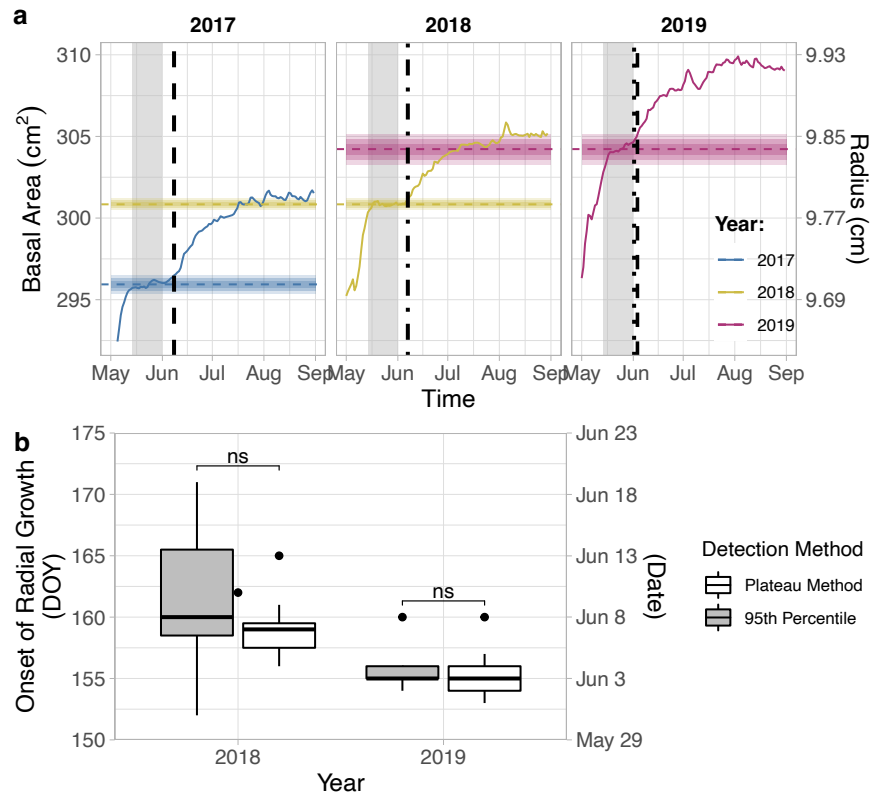 a
2017
2018
2019
310
305
300
295
Basal Area (cm²)
9.93
9.85
9.77
9.69
Radius (cm)
Year:
2017
2018
2019
May Jun Jul Aug Sep
May Jun Jul Aug Sep
May Jun Jul Aug Sep
Time
b
175
170
165
160
155
150
Onset of Radial Growth
(DOY)
ns
ns
Jun 23
Jun 18
Jun 13
Jun 8
Jun 3
May 29
(Date)
2018
2019
Year
Detection Method
Plateau Method
95th Percentile